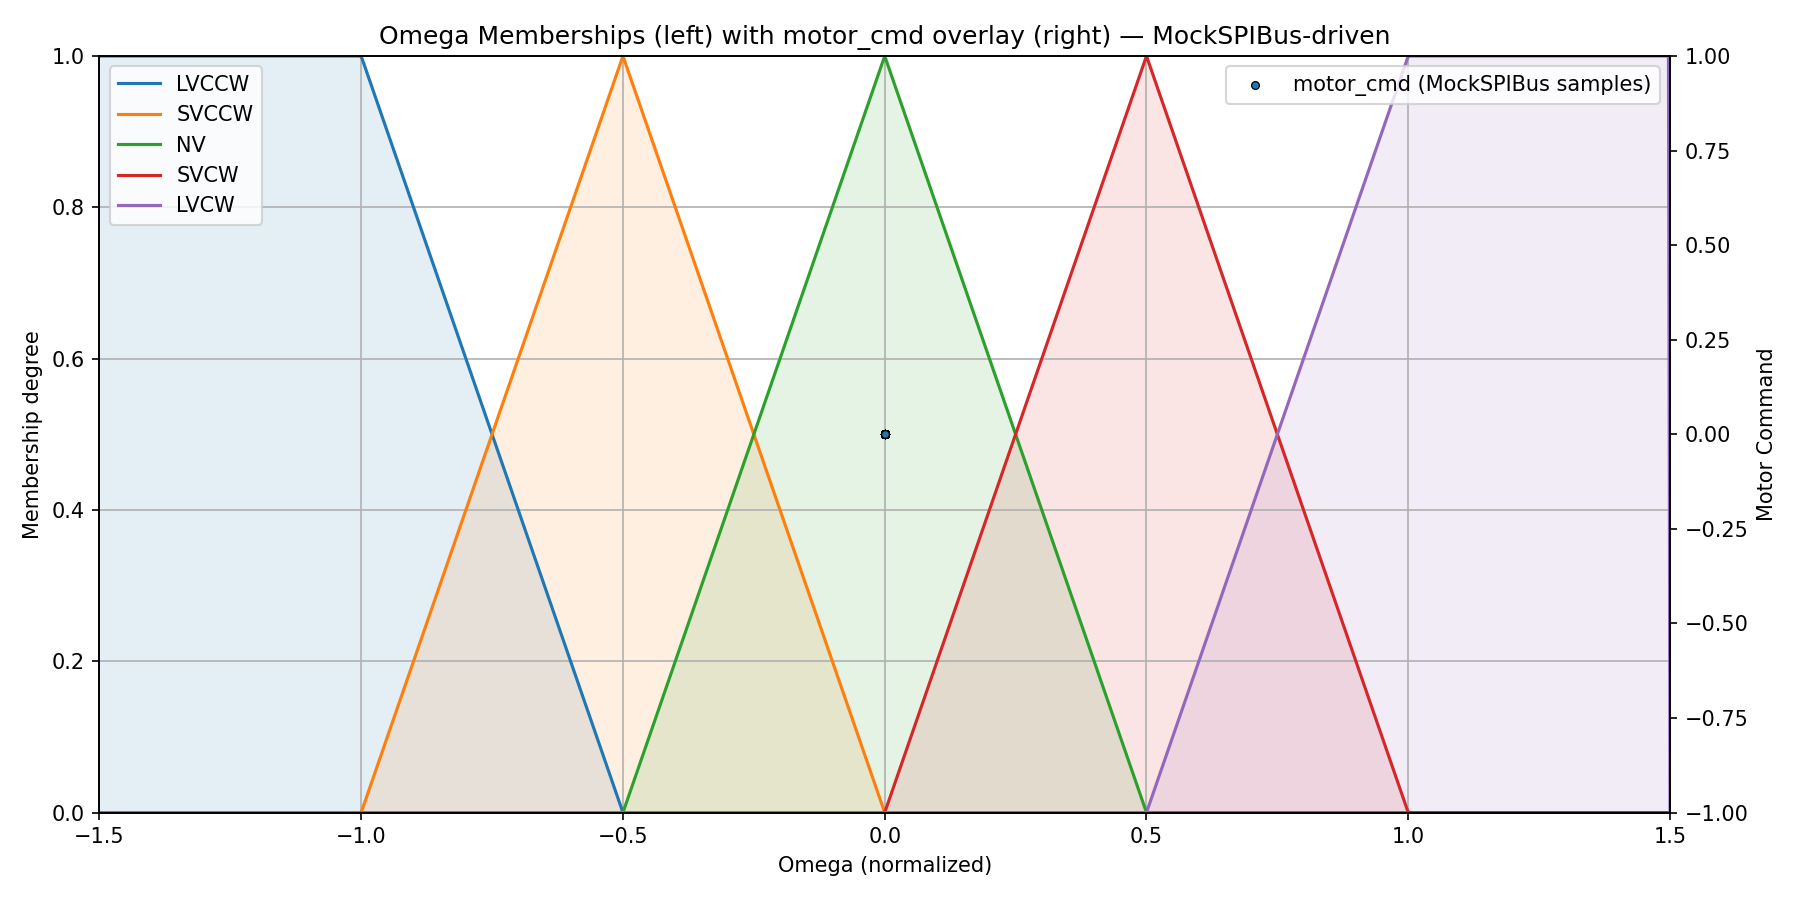 Omega Memberships (left) with motor_cmd overlay (right) — MockSPIBus-driven
LVCCW
SVCCW
NV
SVCW
LVCW
motor_cmd (MockSPIBus samples)
Membership degree
1.0
0.8
0.6
0.4
0.2
0.0
1.00
0.75
0.50
0.25
0.00
−0.25
−0.50
−0.75
−1.00
Motor Command
−1.5 −1.0 −0.5 0.0 0.5 1.0 1.5
Omega (normalized)